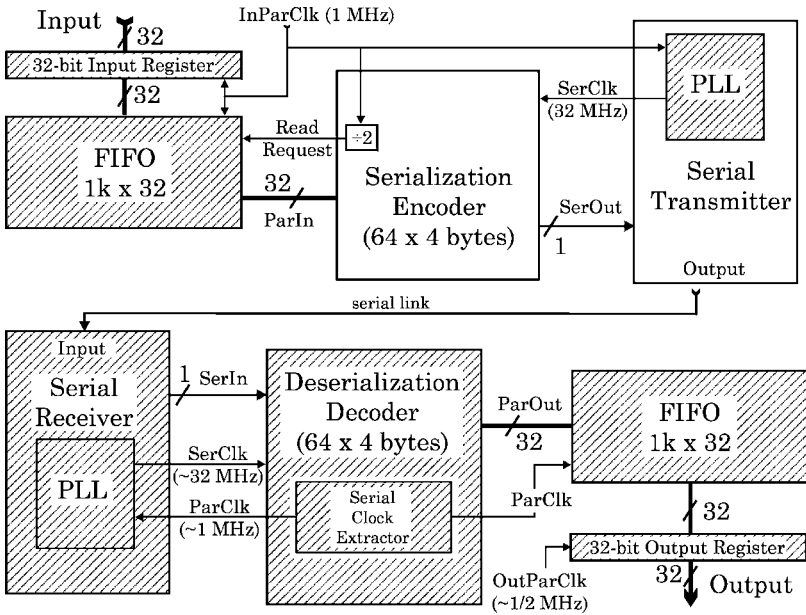 Input
32
InParClk (1 MHz)
32-bit Input Register
32
FIFO
1k x 32
Read
Request
÷2
32
ParIn
Serialization
Encoder
(64 x 4 bytes)
SerClk
(32 MHz)
PLL
Serial
Transmitter
SerOut
1
Output
serial link
Input
Serial
Receiver
PLL
1
SerIn
SerClk
(~32 MHz)
ParClk
(~1 MHz)
Deserialization
Decoder
(64 x 4 bytes)
Serial
Clock
Extractor
ParOut
32
ParClk
FIFO
1k x 32
32
32-bit Output Register
OutParClk
(~1/2 MHz)
32
Output